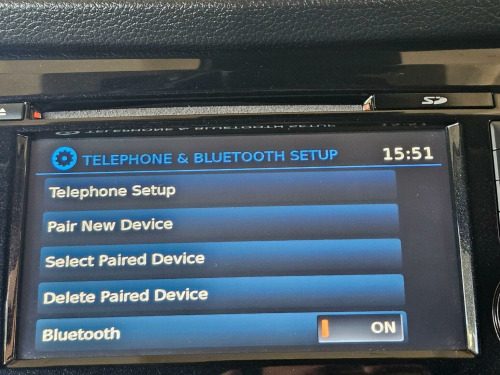 SD
TELEPHONE & BLUETOOTH SETUP 15:51
Telephone Setup
Pair New Device
Select Paired Device
Delete Paired Device
Bluetooth ON